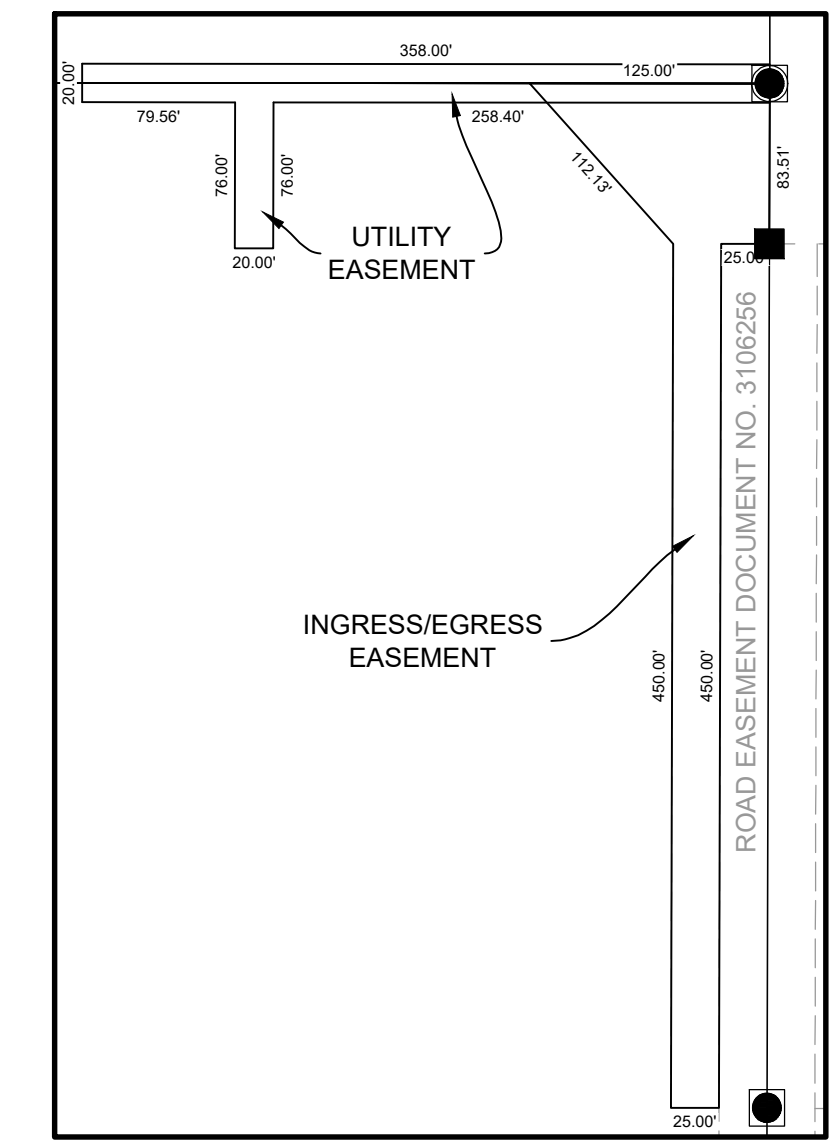 358.00'
125.00'
20.00'
79.56'
258.40'
76.00'
76.00'
112.13'
83.51'
20.00'
UTILITY
EASEMENT
25.00'
ROAD EASEMENT DOCUMENT NO. 3106256
INGRESS/EGRESS
EASEMENT
450.00'
450.00'
25.00'